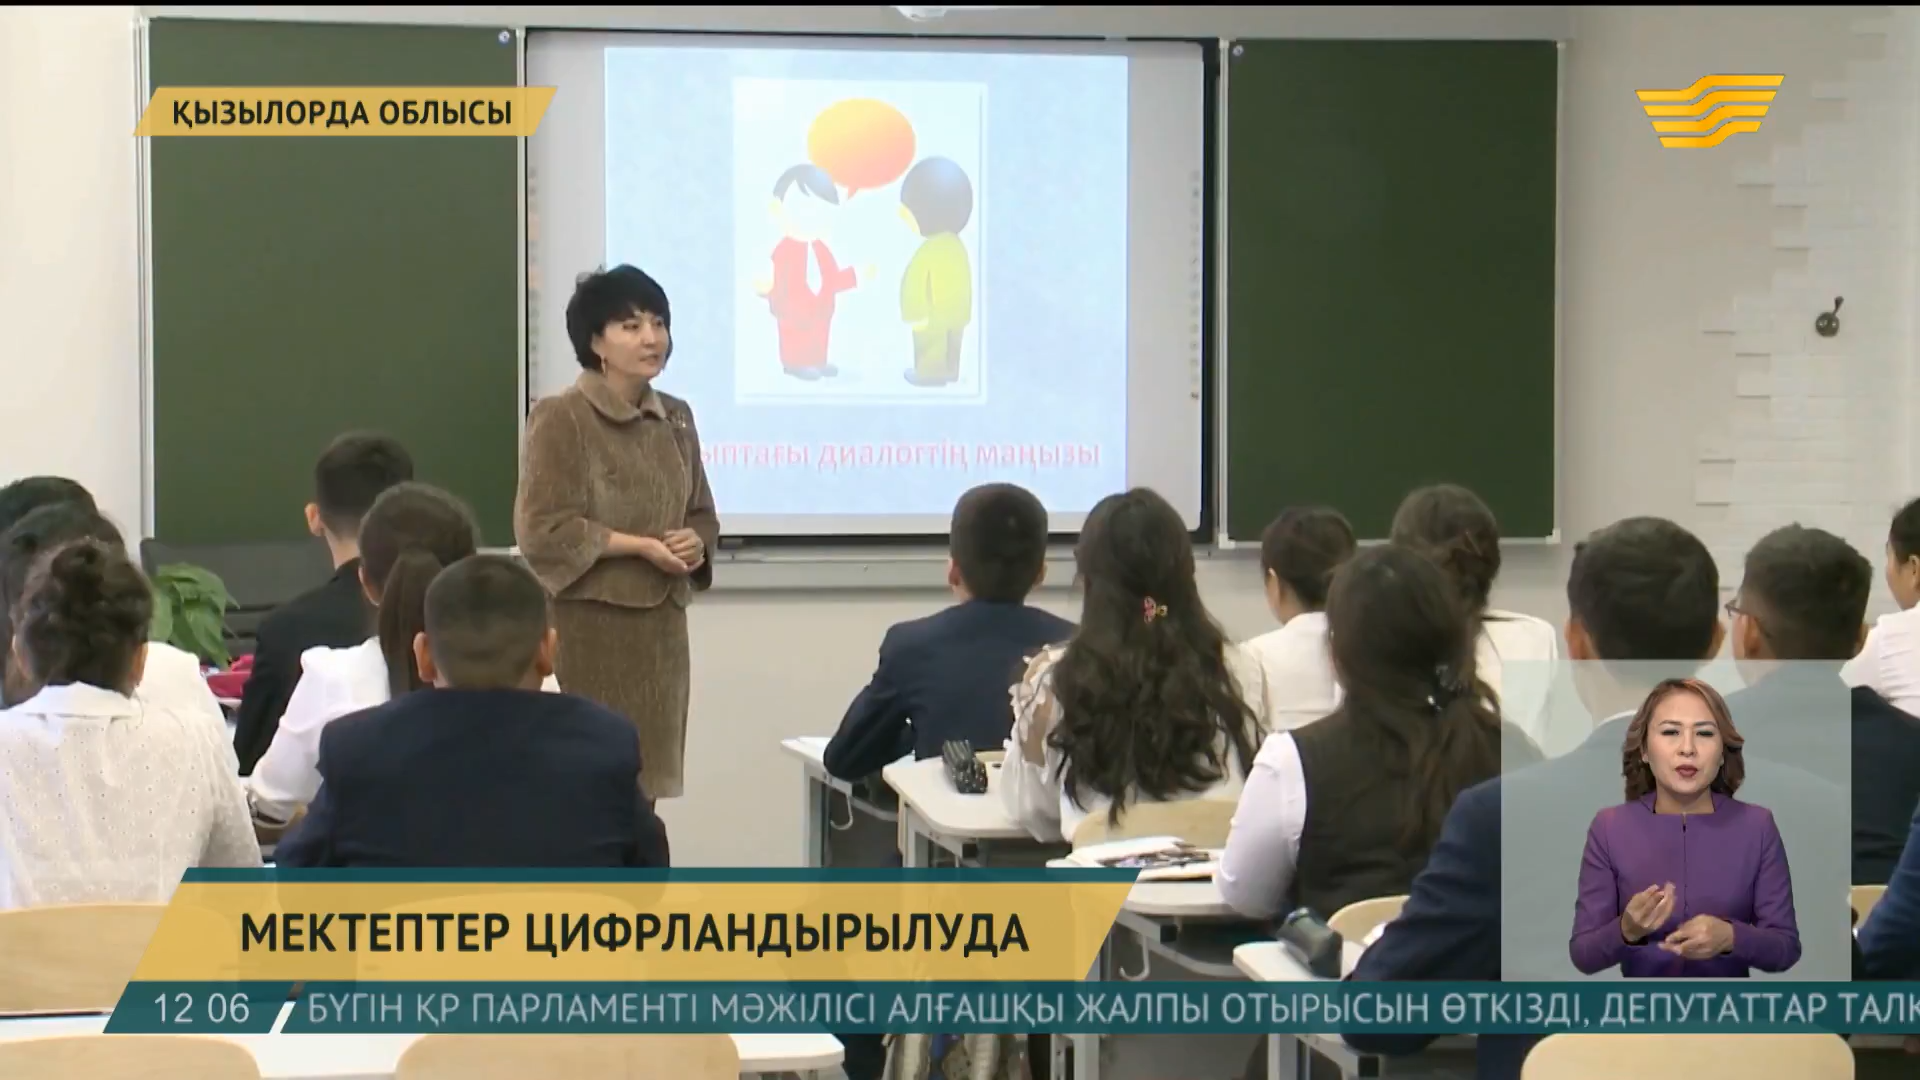 ҚЫЗЫЛОРДА ОБЛЫСЫ
диалогтің маңызы
МЕКТЕПТЕР ЦИФРЛАНДЫРЫЛУДА
12 06 БҮГІН ҚР ПАРЛАМЕНТІ МӘЖІЛІСІ АЛҒАШҚЫ ЖАЛПЫ ОТЫРЫСЫН ӨТКІЗДІ, ДЕПУТАТТАР